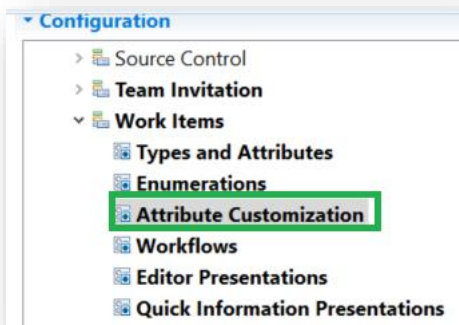 Configuration
Source Control
Team Invitation
Work Items
Types and Attributes
Enumerations
Attribute Customization
Workflows
Editor Presentations
Quick Information Presentations